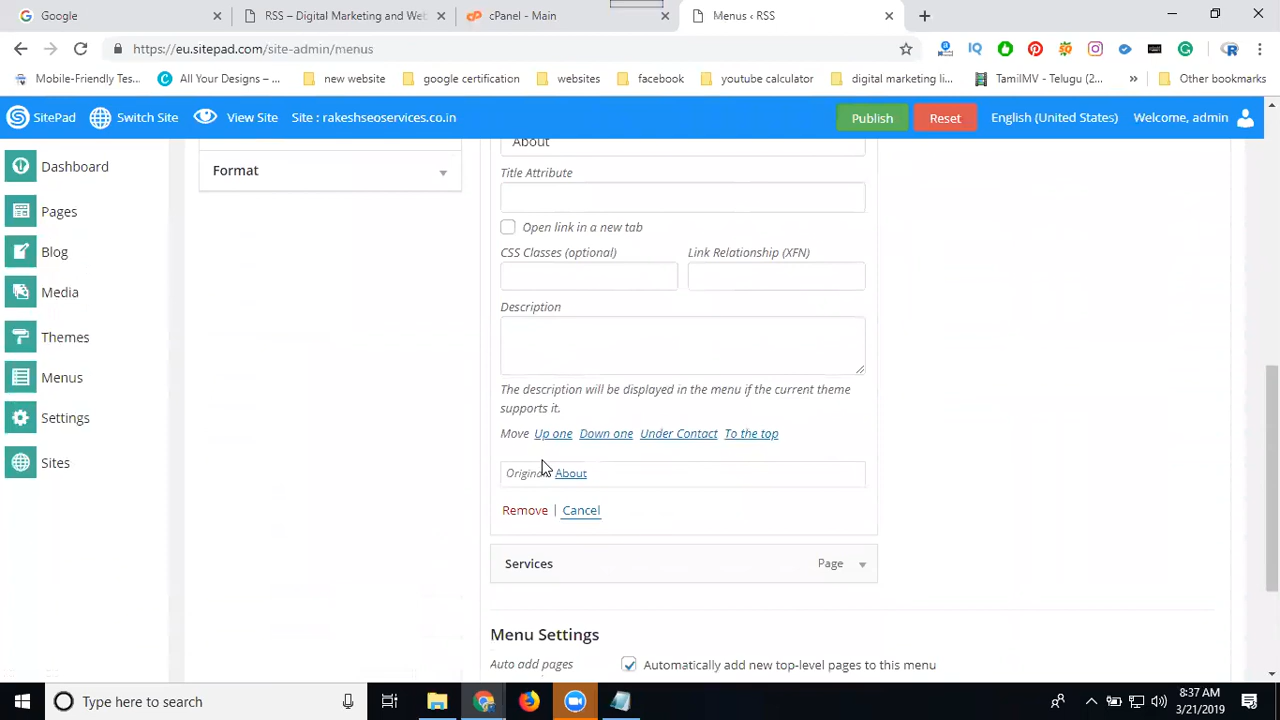 Google
RSS – Digital Marketing and Web
cPanel - Main
Menus ‹ RSS
https://eu.sitepad.com/site-admin/menus
Mobile-Friendly Tes...
All Your Designs – ...
new website
google certification
websites
facebook
youtube calculator
digital marketing li...
TamilMV - Telugu (2...
Other bookmarks
SitePad
Switch Site
View Site
Site : rakeshseoservices.co.in
Publish
Reset
English (United States)
Welcome, admin
Dashboard
Pages
Blog
Media
Themes
Menus
Settings
Sites
Format
About
Title Attribute
Open link in a new tab
CSS Classes (optional)
Link Relationship (XFN)
Description
The description will be displayed in the menu if the current theme
supports it.
Move Up one Down one Under Contact To the top
About
Remove | Cancel
Services
Page
Menu Settings
Auto add pages
Automatically add new top-level pages to this menu
Type here to search
8:37 AM
3/21/2019